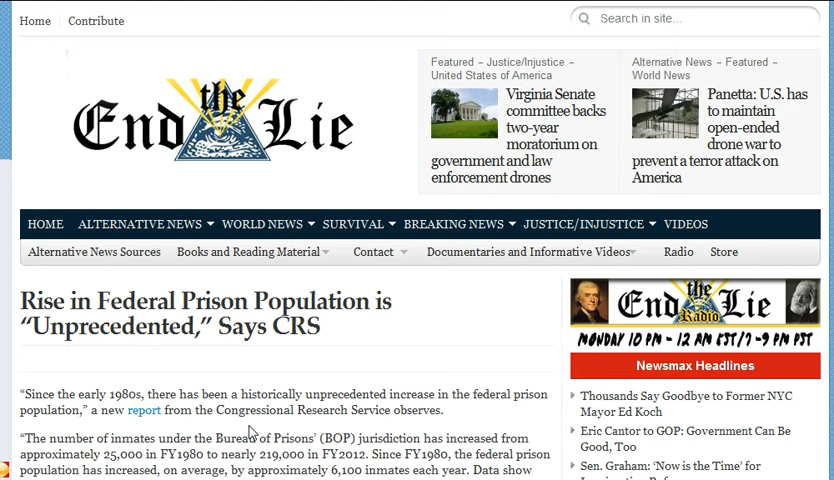 Home Contribute
Search in site...
End the Lie
Featured – Justice/Injustice –
United States of America
Virginia Senate
committee backs
two-year
moratorium on
government and law
enforcement drones
Alternative News – Featured –
World News
Panetta: U.S. has
to maintain
open-ended
drone war to
prevent a terror attack on
America
HOME ALTERNATIVE NEWS WORLD NEWS SURVIVAL BREAKING NEWS JUSTICE/INJUSTICE VIDEOS
Alternative News Sources Books and Reading Material Contact Documentaries and Informative Videos Radio Store
Rise in Federal Prison Population is
“Unprecedented,” Says CRS
“Since the early 1980s, there has been a historically unprecedented increase in the federal prison
population,” a new report from the Congressional Research Service observes.
“The number of inmates under the Bureau of Prisons’ (BOP) jurisdiction has increased from
approximately 25,000 in FY1980 to nearly 219,000 in FY2012. Since FY1980, the federal prison
population has increased, on average, by approximately 6,100 inmates each year. Data show
End the Lie
Radio
MONDAY 10 PM - 12 AM ET/7-9 PM PST
Newsmax Headlines
Thousands Say Goodbye to Former NYC
Mayor Ed Koch
Eric Cantor to GOP: Government Can Be
Good, Too
Sen. Graham: ‘Now is the Time’ for